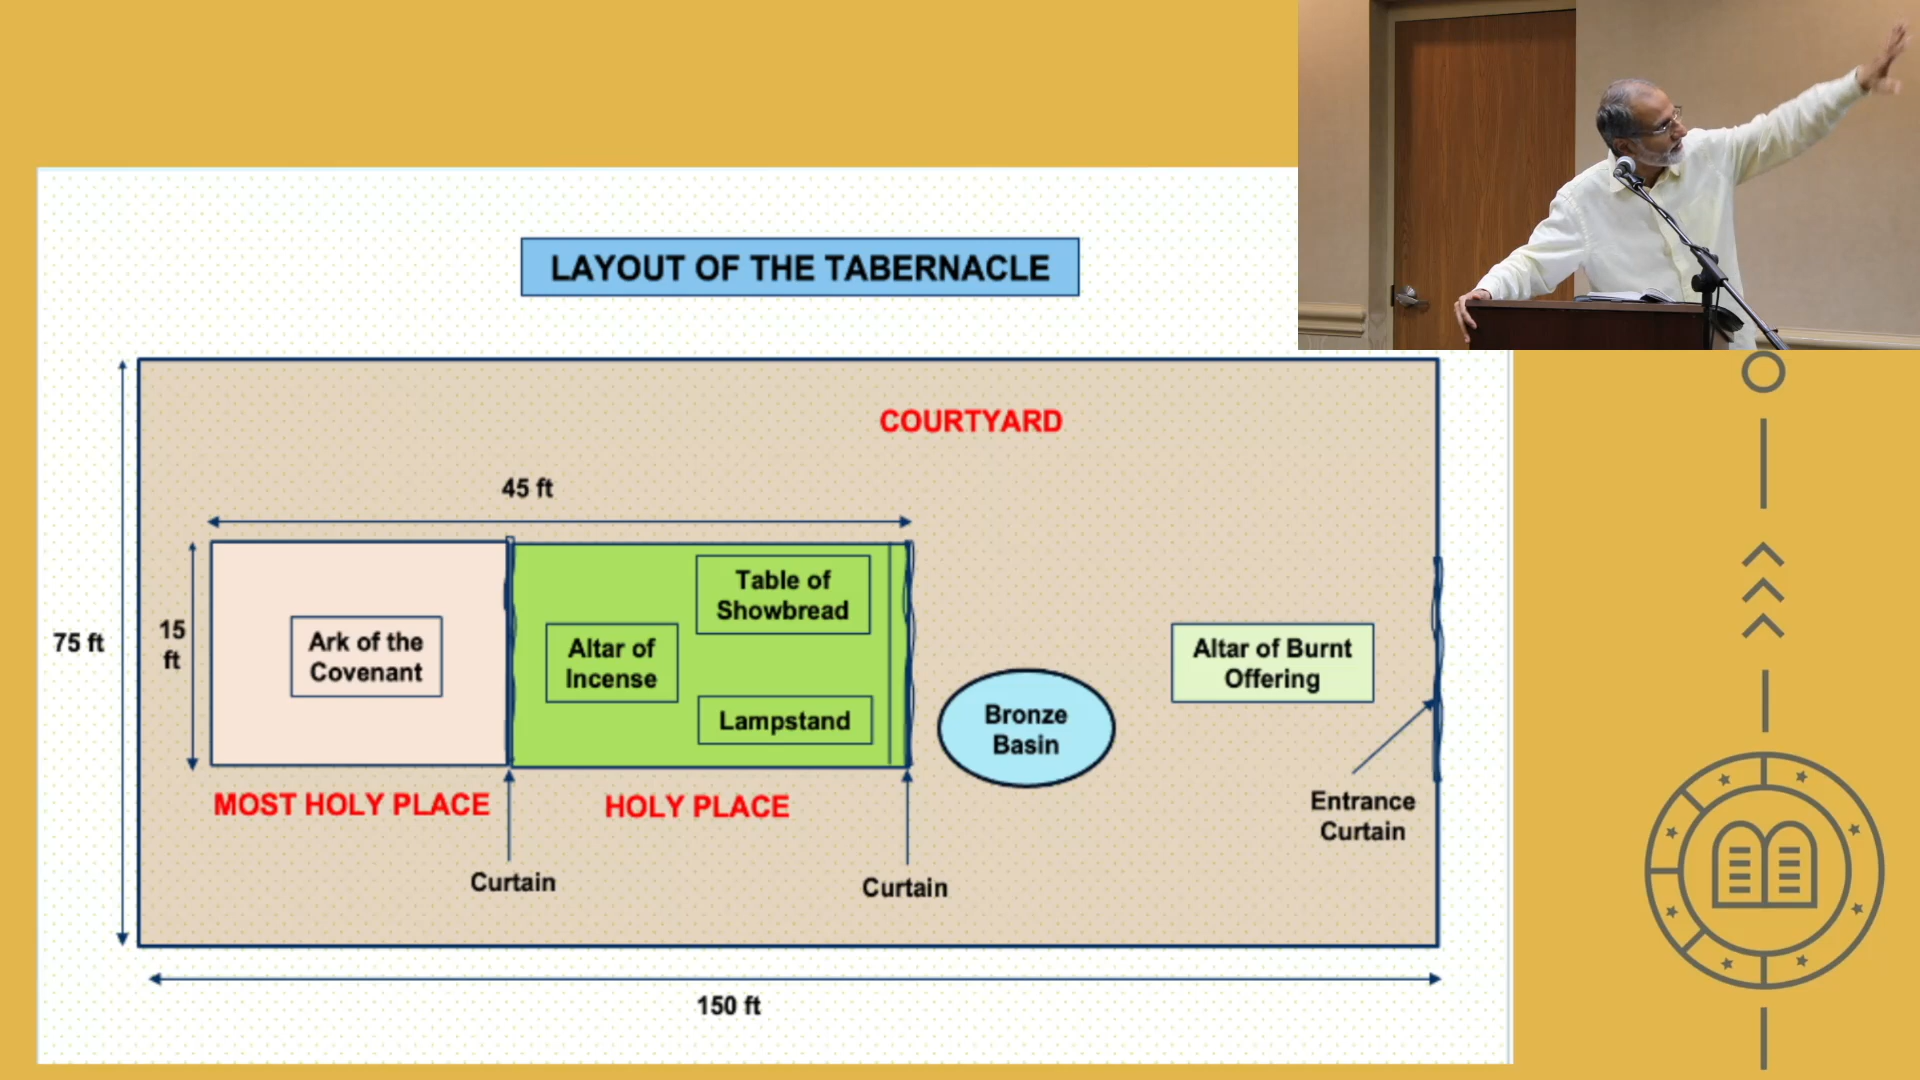 LAYOUT OF THE TABERNACLE
COURTYARD
45 ft
75 ft
15
ft
Ark of the
Covenant
Altar of
Incense
Table of
Showbread
Lampstand
Bronze
Basin
Altar of Burnt
Offering
MOST HOLY PLACE
HOLY PLACE
Entrance
Curtain
Curtain
Curtain
150 ft